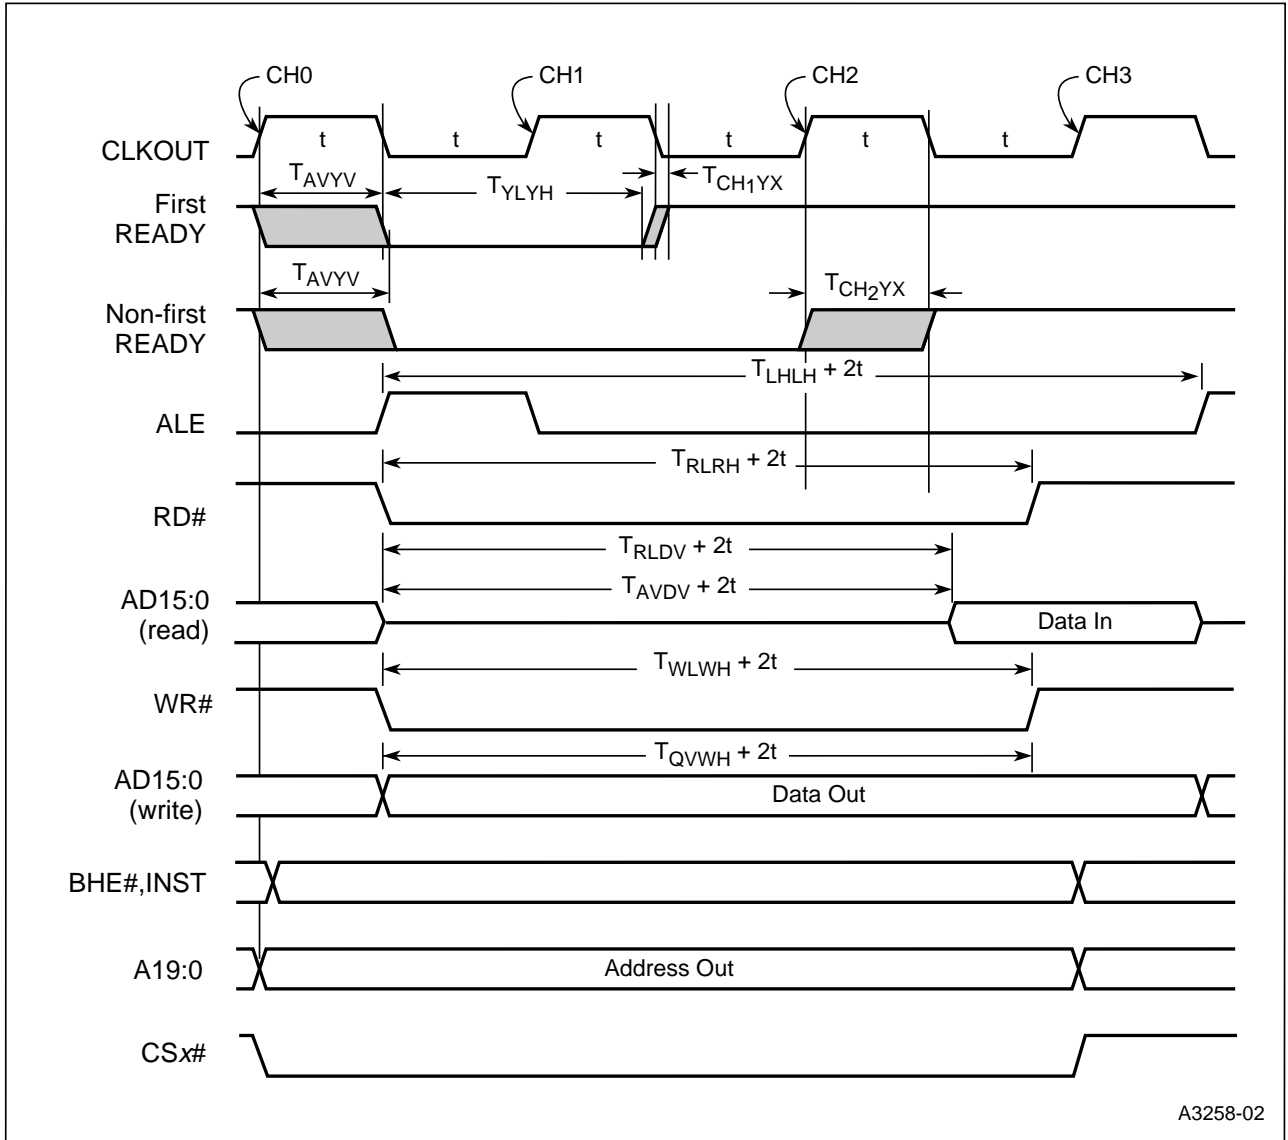 CH0 CH1 CH2 CH3
CLKOUT t t t t t t
TAVYV TYLYH TCH1YX
First
READY
TAVYV TCH2YX
Non-first
READY
TLHLH + 2t
ALE
TRLRH + 2t
RD#
TRLDV + 2t
TAVDV + 2t
AD15:0
(read)
Data In
TWLWH + 2t
WR#
TQVWH + 2t
AD15:0
(write)
Data Out
BHE#,INST
A19:0 Address Out
CSx#
A3258-02